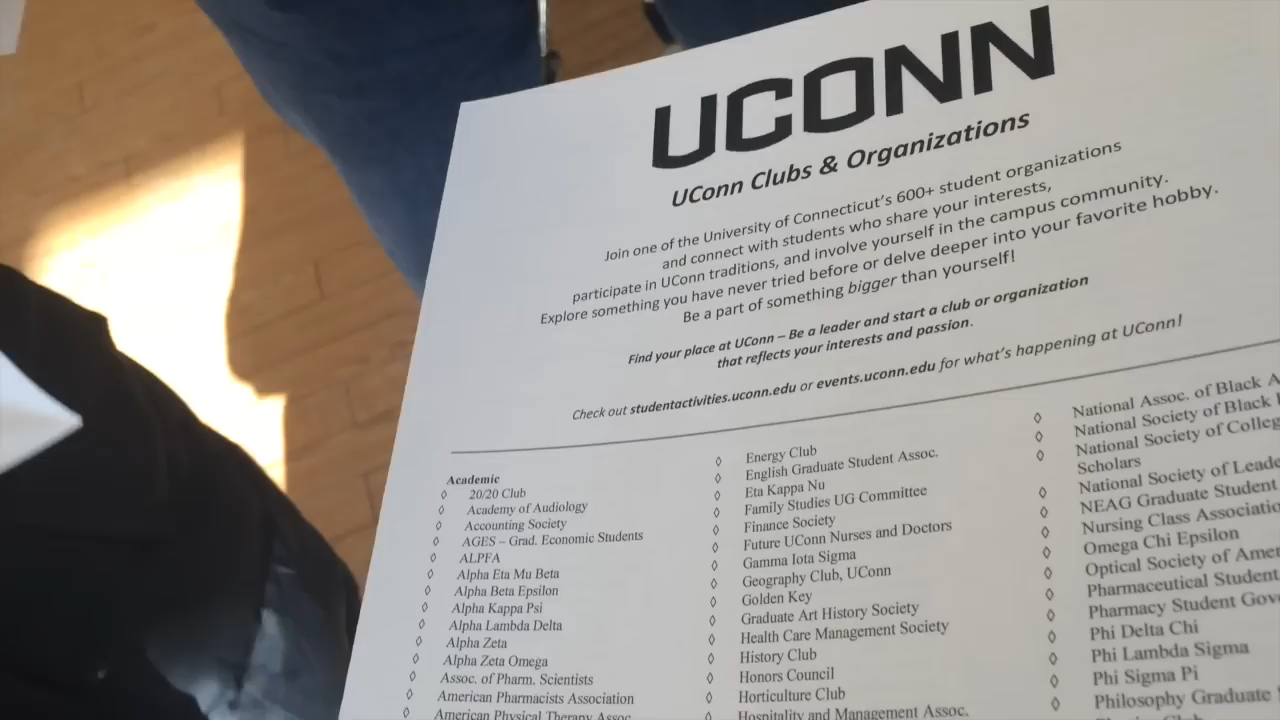 UCONN
UConn Clubs & Organizations
Join one of the University of Connecticut's 600+ student organizations
and connect with students who share your interests,
participate in UConn traditions, and involve yourself in the campus community.
Explore something you have never tried before or delve deeper into your favorite hobby.
Be a part of something bigger than yourself!
Find your place at UConn – Be a leader and start a club or organization
that reflects your interests and passion.
Check out studentactivities.uconn.edu or events.uconn.edu for what's happening at UConn!
Academic
◊ 20/20 Club
◊ Academy of Audiology
◊ Accounting Society
◊ AGES – Grad. Economic Students
◊ ALPFA
◊ Alpha Eta Mu Beta
◊ Alpha Beta Epsilon
◊ Alpha Kappa Psi
◊ Alpha Lambda Delta
◊ Alpha Zeta
◊ Alpha Zeta Omega
◊ Assoc. of Pharm. Scientists
◊ American Pharmacists Association
◊ American Physical Therapy Assoc.
◊ Energy Club
◊ English Graduate Student Assoc.
◊ Eta Kappa Nu
◊ Family Studies UG Committee
◊ Finance Society
◊ Future UConn Nurses and Doctors
◊ Gamma Iota Sigma
◊ Geography Club, UConn
◊ Golden Key
◊ Graduate Art History Society
◊ Health Care Management Society
◊ History Club
◊ Honors Council
◊ Horticulture Club
◊ Hospitality and Management Assoc.
◊ National Assoc. of Black
◊ National Society of Black
◊ National Society of
Scholars
◊ National Society of
◊ NEAG Graduate Student
◊ Nursing Class
◊ Omega Chi Epsilon
◊ Optical Society of
◊ Pharmaceutical Student
◊ Pharmacy Student
◊ Phi Delta Chi
◊ Phi Lambda Sigma
◊ Phi Sigma Pi
◊ Philosophy Graduate